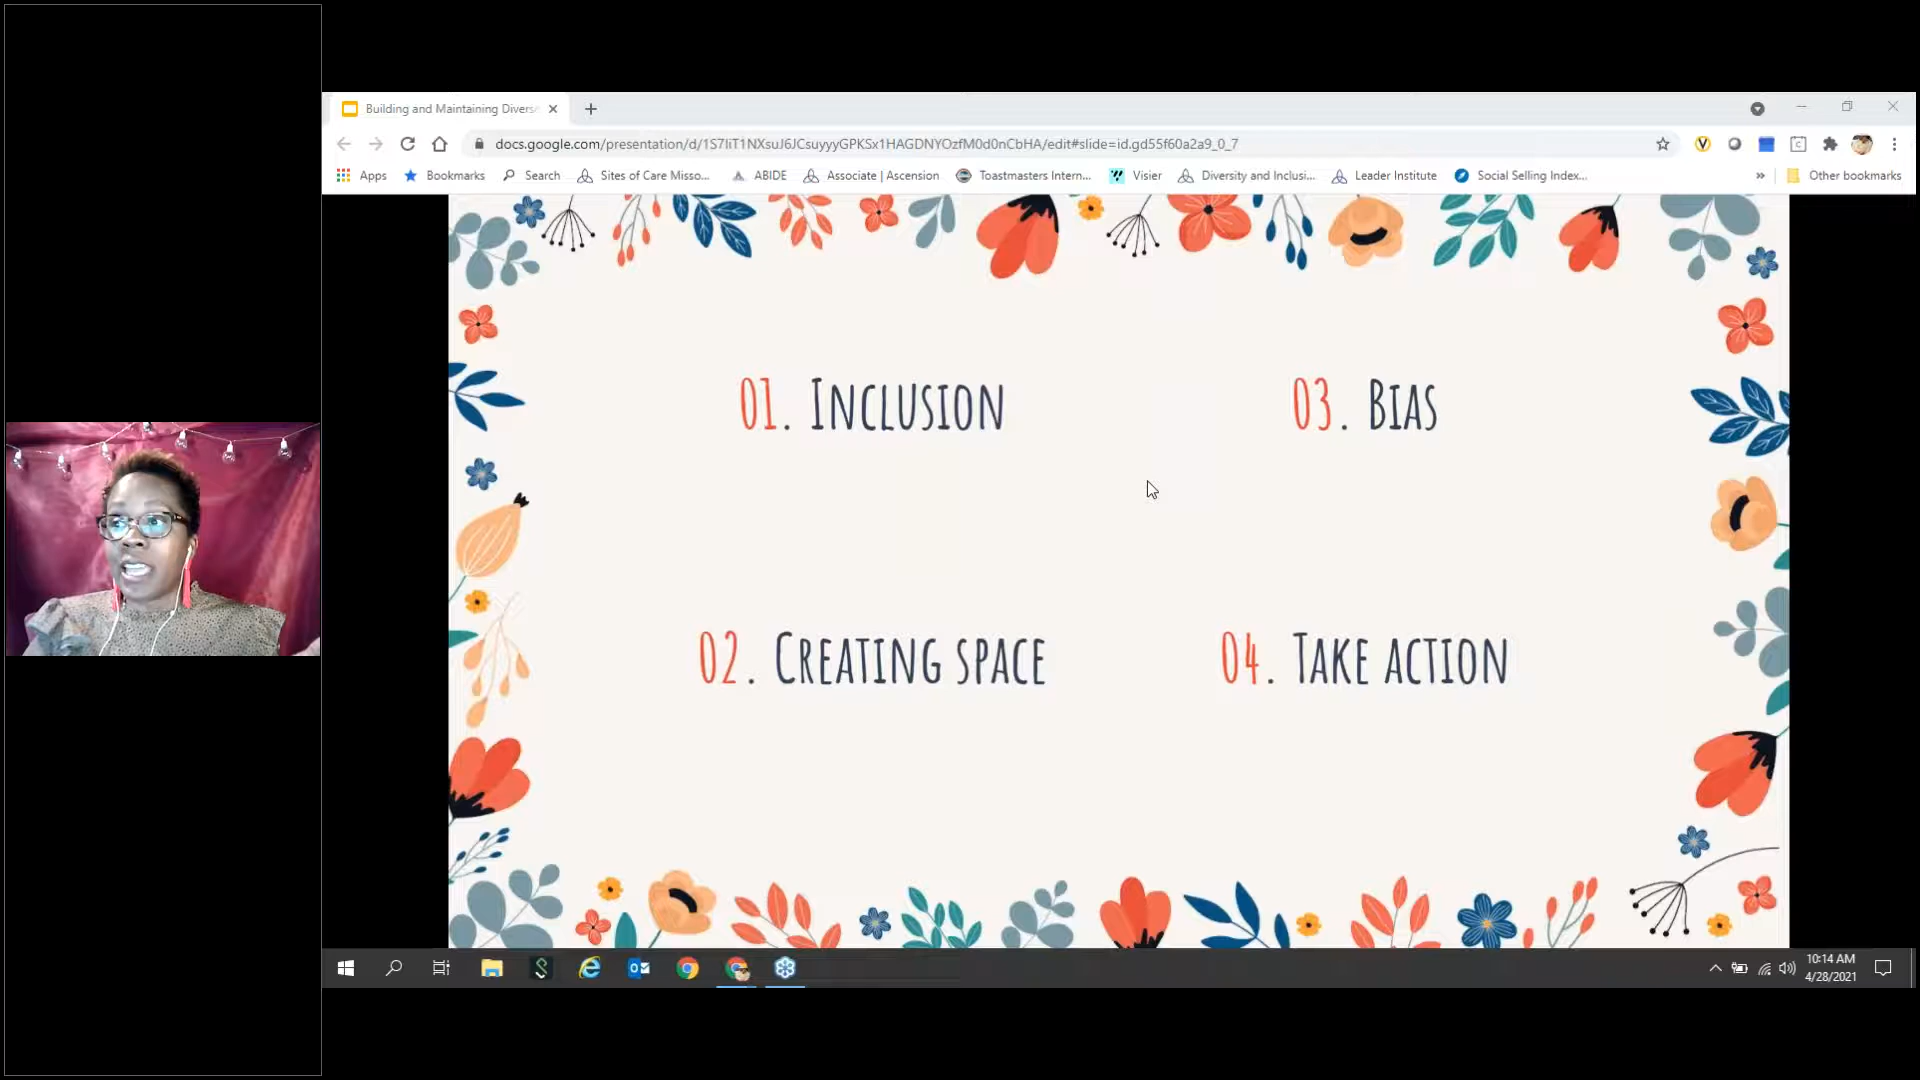 Building and Maintaining Divers
docs.google.com/presentation/d/1S7IiT1NXsuJ6JCsuyyyGPKSx1HAGDNYOzfM0d0nCbHA/edit#slide=id.gd55f60a2a9_0_7
Apps Bookmarks Search Sites of Care Misso... ABIDE Associate | Ascension Toastmasters Intern... Visier Diversity and Inclusi... Leader Institute Social Selling Index... » Other bookmarks
01. Inclusion
03. Bias
02. Creating space
04. Take action
10:14 AM
4/28/2021